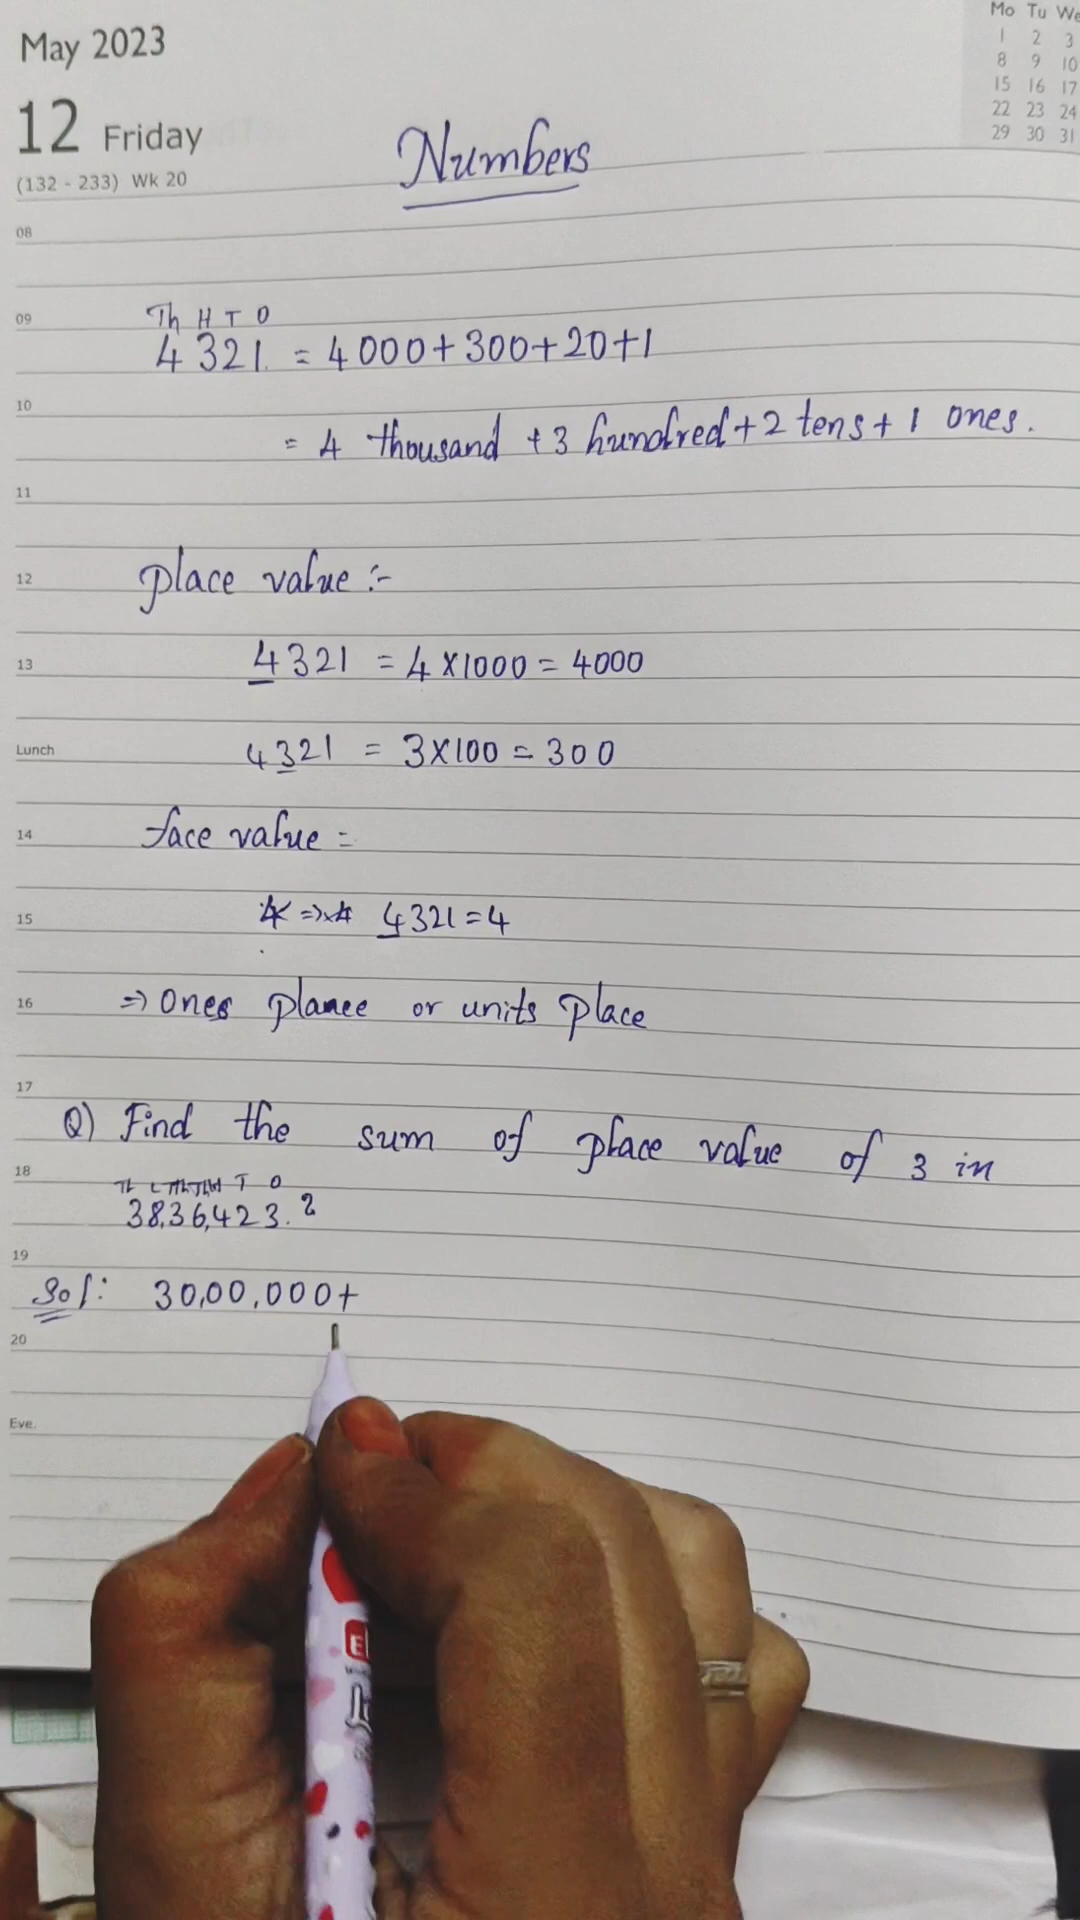 May 2023
Mo Tu We
1 2 3
8 9 10
15 16 17
22 23 24
29 30 31
12 Friday
(132 - 233) Wk 20
Numbers
08
Th H T O
09
4321 = 4000+300+20+1
10
= 4 thousand +3 hundred+2 tens+1 ones.
11
12
place value :-
13
4321 = 4×1000 = 4000
Lunch
4321 = 3×100 = 300
14
face value =
15
4321=4
16
=> Ones planee or units place
17
Q) Find the sum of place value of 3 in
18
TL L TTh Th H T O
38,36,423.?
19
Sol: 30,00,000+
20
Eve.